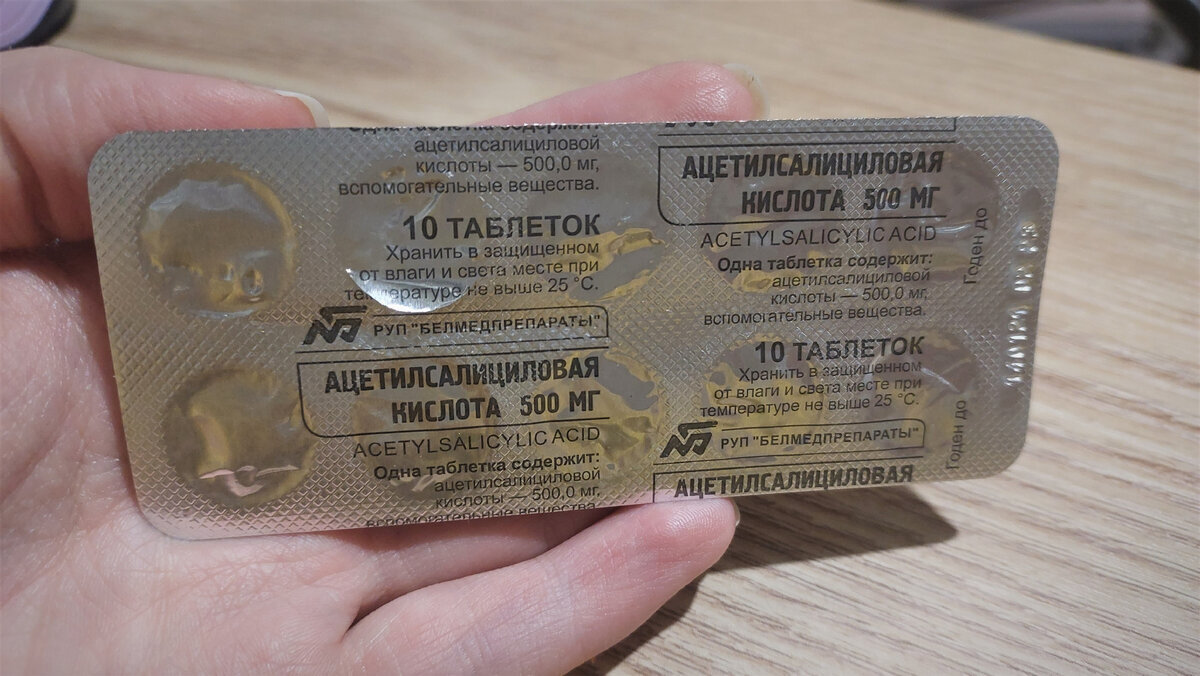 Одна таблетка содержит:
ацетилсалициловой
кислоты — 500,0 мг,
вспомогательные вещества.
10 ТАБЛЕТОК
Хранить в защищенном
от влаги и света месте при
температуре не выше 25 °C.
РУП "БЕЛМЕДПРЕПАРАТЫ"
АЦЕТИЛСАЛИЦИЛОВАЯ
КИСЛОТА 500 МГ
ACETYLSALICYLIC ACID
Одна таблетка содержит:
ацетилсалициловой
кислоты — 500,0 мг,
вспомогательные вещества.
АЦЕТИЛСАЛИЦИЛОВАЯ
КИСЛОТА 500 МГ
ACETYLSALICYLIC ACID
Одна таблетка содержит:
ацетилсалициловой
кислоты — 500,0 мг,
вспомогательные вещества.
10 ТАБЛЕТОК
Хранить в защищенном
от влаги и света месте при
температуре не выше 25 °C.
РУП "БЕЛМЕДПРЕПАРАТЫ"
АЦЕТИЛСАЛИЦИЛОВАЯ
Годен до
Годен до